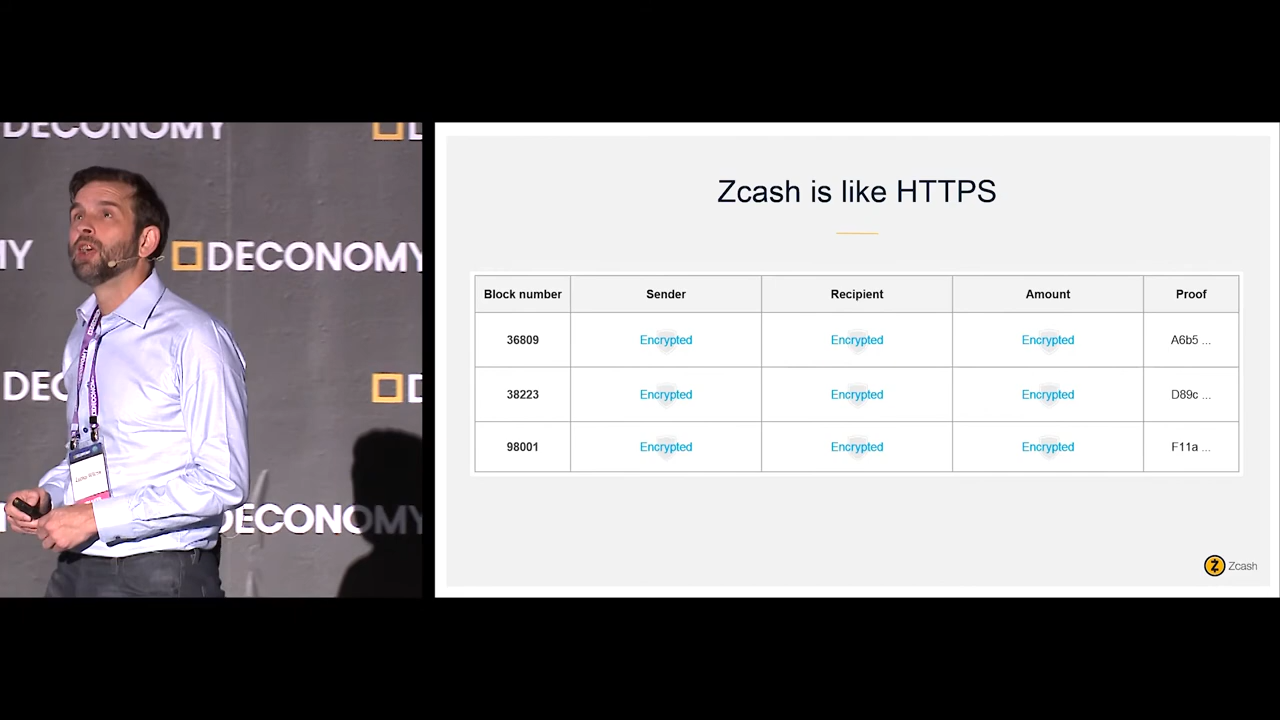 DECONOMY
DECONOMY
DECONOMY
Zcash is like HTTPS
Block number Sender Recipient Amount Proof
36809 Encrypted Encrypted Encrypted A6b5 ...
38223 Encrypted Encrypted Encrypted D89c ...
98001 Encrypted Encrypted Encrypted F11a ...
Zcash